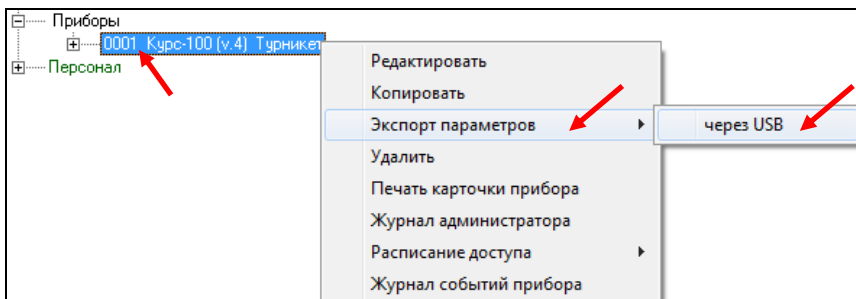 Приборы
0001 Курс-100 (v.4) Турникет
Персонал
Редактировать
Копировать
Экспорт параметров
через USB
Удалить
Печать карточки прибора
Журнал администратора
Расписание доступа
Журнал событий прибора